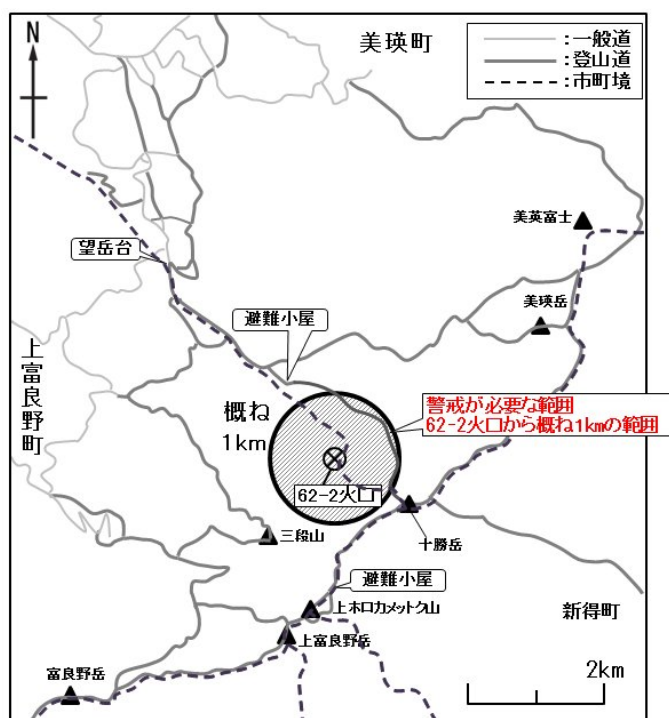 N
美瑛町
：一般道
：登山道
：市町境
美英富士
望岳台
美瑛岳
避難小屋
上富良野町
概ね
1km
警戒が必要な範囲
62-2火口から概ね1kmの範囲
62-2火口
三段山
十勝岳
避難小屋
上ホロカメットク山
新得町
上富良野岳
富良野岳
2km